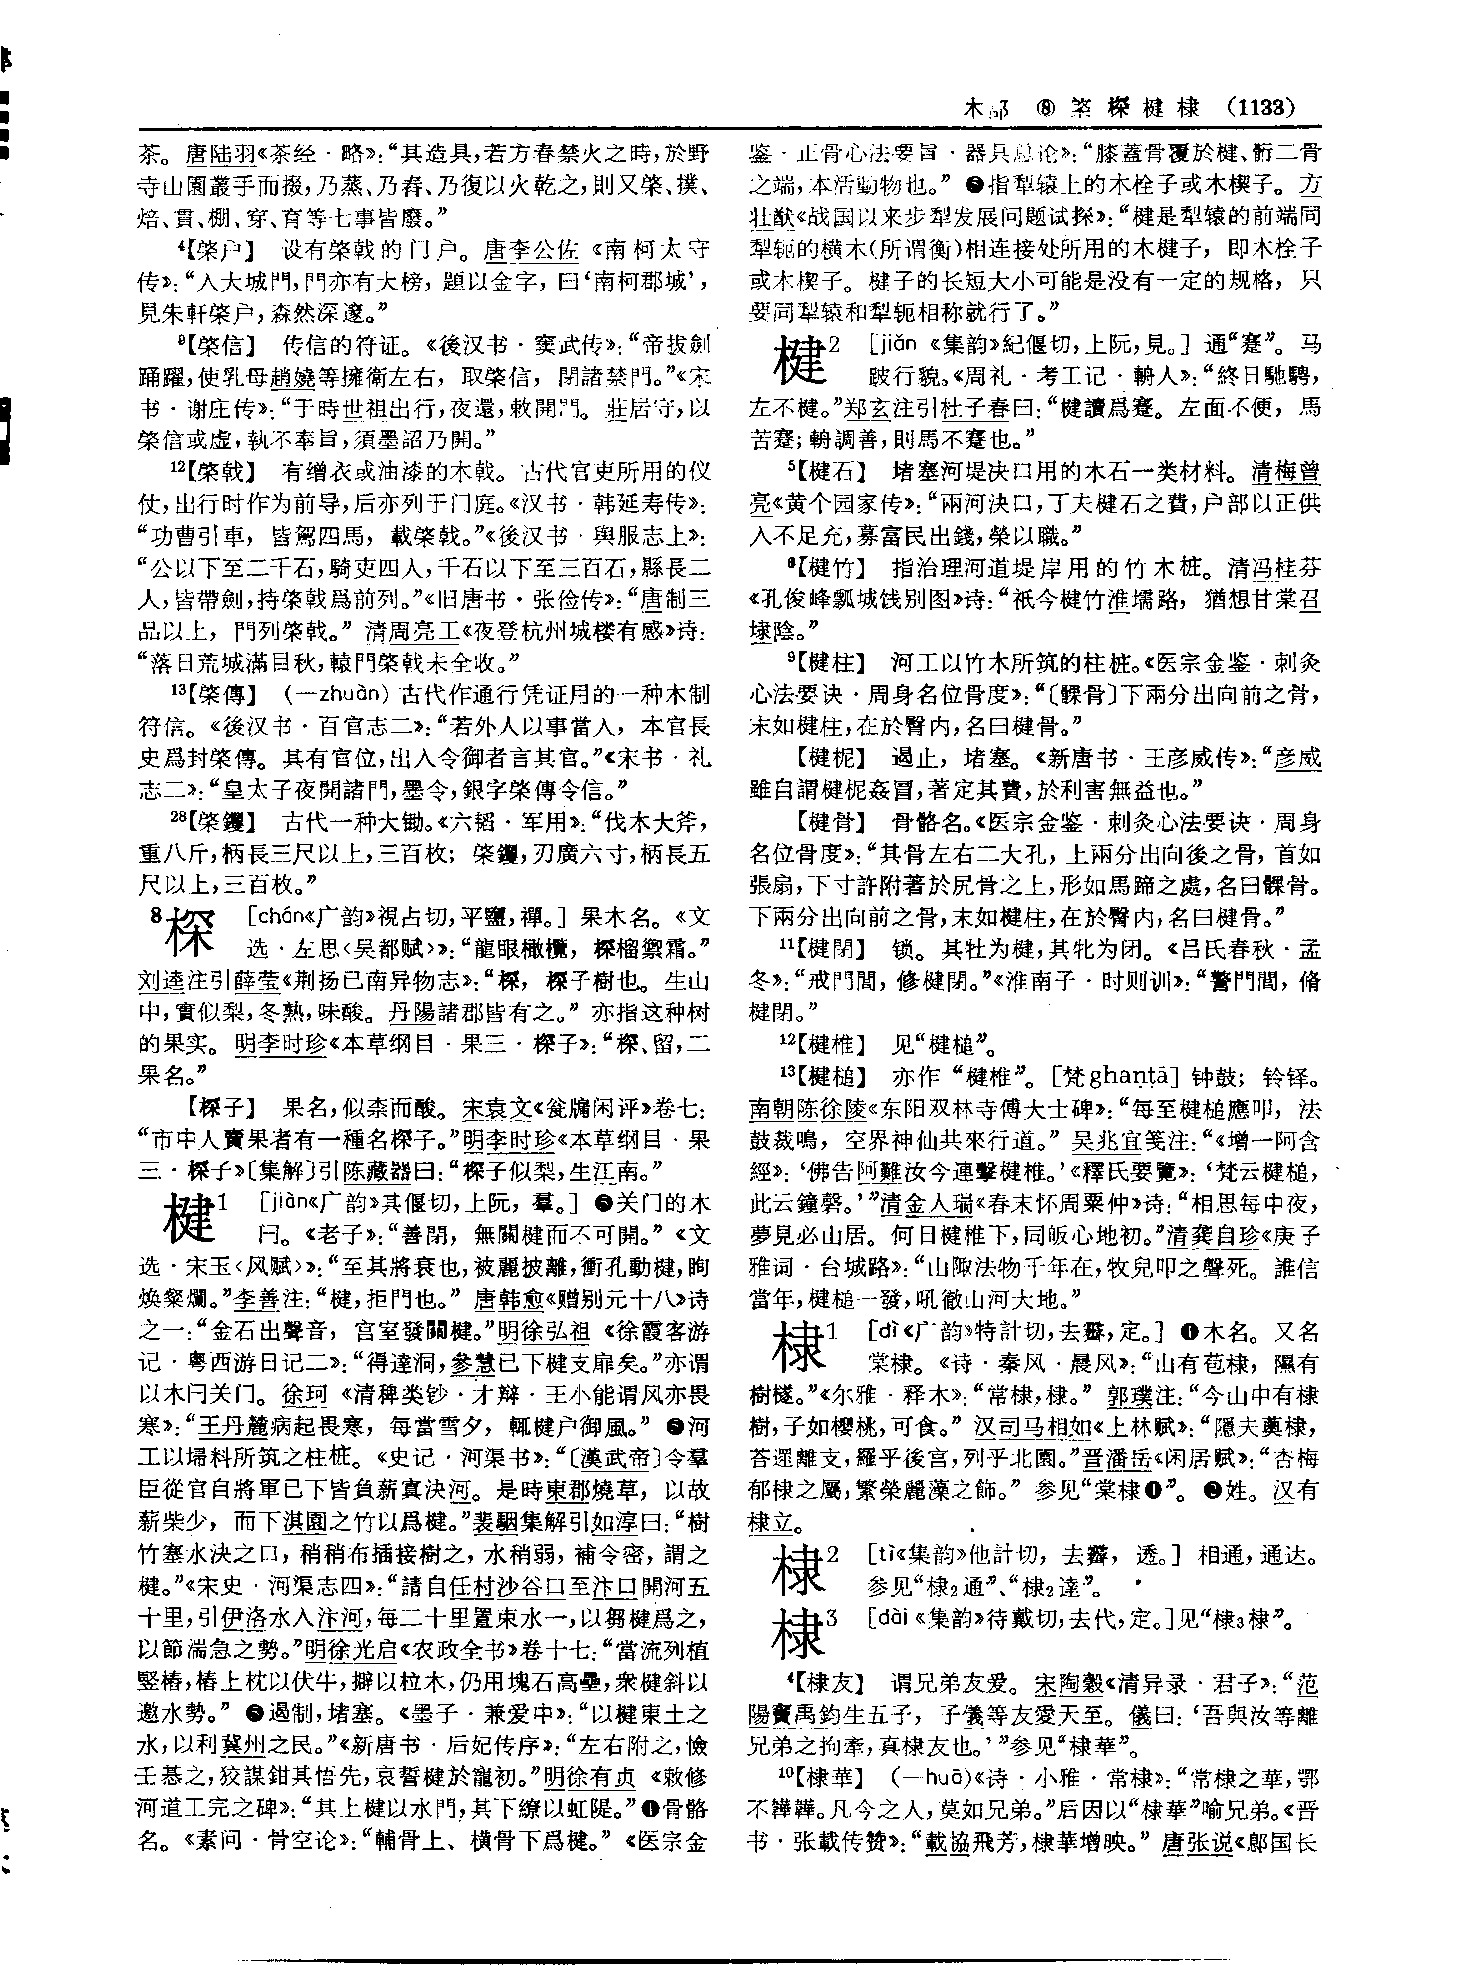 木部 ⑧ 棨 橠 楗 棣 (1133)
茶。唐陆羽《茶经·略》：“其造具，若方春禁火之時，於野
寺山園叢手而掇，乃蒸、乃舂、乃復以火乾之，則又棨、撲、
焙、貫、棚、穿、育等七事皆廢。”
4【棨户】 设有棨戟的门户。唐李公佐《南柯太守
传》：“入大城門，門亦有大榜，題以金字，曰‘南柯郡城’，
見朱軒棨户，森然深邃。”
9【棨信】 传信的符证。《後汉书·窦武传》：“帝拔劍
踊躍，使乳母趙嬈等擁衛左右，取棨信，閉諸禁門。”《宋
书·谢庄传》：“于時世祖出行，夜還，敕開門。莊居守，以
棨信或虛，執不奉旨，須墨詔乃開。”
12【棨戟】 有缯衣或油漆的木戟。古代官吏所用的仪
仗，出行时作为前导，后亦列于门庭。《汉书·韩延寿传》：
“功曹引車，皆駕四馬，載棨戟。”《後汉书·舆服志上》：
“公以下至二千石，騎吏四人，千石以下至三百石，縣長二
人，皆帶劍，持棨戟爲前列。”《旧唐书·张俭传》：“唐制三
品以上，門列棨戟。”清周亮工《夜登杭州城楼有感》诗：
“落日荒城滿目秋，轅門棨戟未全收。”
13【棨傳】 （—zhuàn）古代作通行凭证用的一种木制
符信。《後汉书·百官志二》：“若外人以事當入，本官長
史爲封棨傳。其有官位，出入令御者言其官。”《宋书·礼
志二》：“皇太子夜開諸門，墨令，銀字棨傳令信。”
28【棨钁】 古代一种大锄。《六韬·军用》：“伐木大斧，
重八斤，柄長三尺以上，三百枚；棨钁，刃廣六寸，柄長五
尺以上，三百枚。”
8 [chán《广韵》視占切，平鹽，禪。]果木名。《文
选·左思〈吴都赋〉》：“龍眼橄欖，探榴禦霜。”
刘逵注引薛莹《荆扬已南异物志》：“探，探子樹也。生山
中，實似梨，冬熟，味酸。丹陽諸郡皆有之。”亦指这种树
的果实。明李时珍《本草纲目·果三·探子》：“探、留，二
果名。”
【探子】 果名，似柰而酸。宋袁文《瓮牖闲评》卷七：
“市中人賣果者有一種名探子。”明李时珍《本草纲目·果
三·探子》〔集解〕引陈藏器曰：“探子似梨，生江南。”
楗1 [jiàn《广韵》其偃切，上阮，羣。]❶关门的木
闩。《老子》：“善閉，無關楗而不可開。”《文
选·宋玉〈风赋〉》：“至其將衰也，被麗披離，衝孔動楗，眴
焕粲爛。”李善注：“楗，拒門也。”唐韩愈《赠别元十八》诗
之一：“金石出聲音，宫室發關楗。”明徐弘祖《徐霞客游
记·粤西游日记二》：“得達洞，參慧已下楗支扉矣。”亦谓
以木闩关门。徐珂《清稗类钞·才辩·王小能谓风亦畏
寒》：“王丹麓病起畏寒，每當雪夕，輒楗户御風。”❷河
工以埽料所筑之柱桩。《史记·河渠书》：“〔漢武帝〕令羣
臣從官自將軍已下皆負薪寘決河。是時東郡燒草，以故
薪柴少，而下淇園之竹以爲楗。”裴駰集解引如淳曰：“樹
竹塞水決之口，稍稍布插接樹之，水稍弱，補令密，謂之
楗。”《宋史·河渠志四》：“請自任村沙谷口至汴口開河五
十里，引伊洛水入汴河，每二十里置束水一，以芻楗爲之，
以節湍急之勢。”明徐光启《农政全书》卷十七：“當流列植
竪樁，樁上枕以伏牛，擗以拉木，仍用塊石高壘，衆楗斜以
邀水勢。”❸遏制，堵塞。《墨子·兼爱中》：“以楗東土之
水，以利冀州之民。”《新唐书·后妃传序》：“左右附之，憸
壬惎之，狡謀鉗其悟先，哀誓楗於寵初。”明徐有贞《敕修
河道工完之碑》：“其上楗以水門，其下繚以虹隄。”❹骨骼
名。《素问·骨空论》：“輔骨上、橫骨下爲楗。”《医宗金
鉴·正骨心法要旨·器具总论》：“膝蓋骨覆於楗、䯒二骨
之端，本活動物也。”❺指犁辕上的木栓子或木楔子。方
壮猷《战国以来步犁发展问题试探》：“楗是犁辕的前端同
犁轭的横木（所谓衡）相连接处所用的木楗子，即木栓子
或木楔子。楗子的长短大小可能是没有一定的规格，只
要同犁辕和犁轭相称就行了。”
楗2 [jiǎn《集韵》紀偃切，上阮，見。]通“蹇”。马
跛行貌。《周礼·考工记·輈人》：“終日馳騁，
左不楗。”郑玄注引杜子春曰：“楗讀爲蹇。左面不便，馬
苦蹇；輈調善，則馬不蹇也。”
5【楗石】 堵塞河堤决口用的木石一类材料。清梅曾
亮《黄个园家传》：“兩河決口，丁夫楗石之費，户部以正供
入不足充，募富民出錢，榮以職。”
6【楗竹】 指治理河道堤岸用的竹木桩。清冯桂芬
《孔俊峰瓢城饯别图》诗：“祇今楗竹淮壖路，猶想甘棠召
埭陰。”
9【楗柱】 河工以竹木所筑的柱桩。《医宗金鉴·刺灸
心法要诀·周身名位骨度》：“〔髁骨〕下兩分出向前之骨，
末如楗柱，在於臀内，名曰楗骨。”
【楗柅】 遏止，堵塞。《新唐书·王彦威传》：“彦威
雖自謂楗柅姦冒，著定其費，於利害無益也。”
【楗骨】 骨骼名。《医宗金鉴·刺灸心法要诀·周身
名位骨度》：“其骨左右二大孔，上兩分出向後之骨，首如
張扇，下寸許附著於尻骨之上，形如馬蹄之處，名曰髁骨。
下兩分出向前之骨，末如楗柱，在於臀内，名曰楗骨。”
11【楗閉】 锁。其牡为楗，其牝为闭。《吕氏春秋·孟
冬》：“戒門閭，修楗閉。”《淮南子·时则训》：“警門閭，脩
楗閉。”
12【楗椎】 见“楗槌”。
13【楗槌】 亦作“楗椎”。[梵ghaṇṭā]钟鼓；铃铎。
南朝陈徐陵《东阳双林寺傅大士碑》：“每至楗槌應叩，法
鼓裁鳴，空界神仙共來行道。”吴兆宜笺注：“《增一阿含
經》：‘佛告阿難汝今速擊楗椎。’《釋氏要覽》：‘梵云楗槌，
此云鐘磬。’”清金人瑞《春末怀周粟仲》诗：“相思每中夜，
夢見必山居。何日楗椎下，同皈心地初。”清龚自珍《庚子
雅词·台城路》：“山陬法物千年在，牧兒叩之聲死。誰信
當年，楗槌一發，吼徹山河大地。”
棣1 [dì《广韵》特計切，去霽，定。]❶木名。又名
棠棣。《诗·秦风·晨风》：“山有苞棣，隰有
樹檖。”《尔雅·释木》：“常棣，棣。”郭璞注：“今山中有棣
樹，子如櫻桃，可食。”汉司马相如《上林赋》：“隱夫薁棣，
荅遝離支，羅乎後宫，列乎北園。”晋潘岳《闲居赋》：“杏梅
郁棣之屬，繁榮麗藻之飾。”参见“棠棣❶”。❷姓。汉有
棣立。
棣2 [tì《集韵》他計切，去霽，透。]相通，通达。
参见“棣2通”、“棣2達”。
棣3 [dài《集韵》待戴切，去代，定。]见“棣3棣”。
4【棣友】 谓兄弟友爱。宋陶穀《清异录·君子》：“范
陽竇禹鈞生五子，子儀等友愛天至。儀曰：‘吾與汝等離
兄弟之拘牽，真棣友也。’”参见“棣華”。
10【棣華】 （—huā）《诗·小雅·常棣》：“常棣之華，鄂
不韡韡。凡今之人，莫如兄弟。”后因以“棣華”喻兄弟。《晋
书·张載传赞》：“載協飛芳，棣華增映。”唐张说《鄎国长